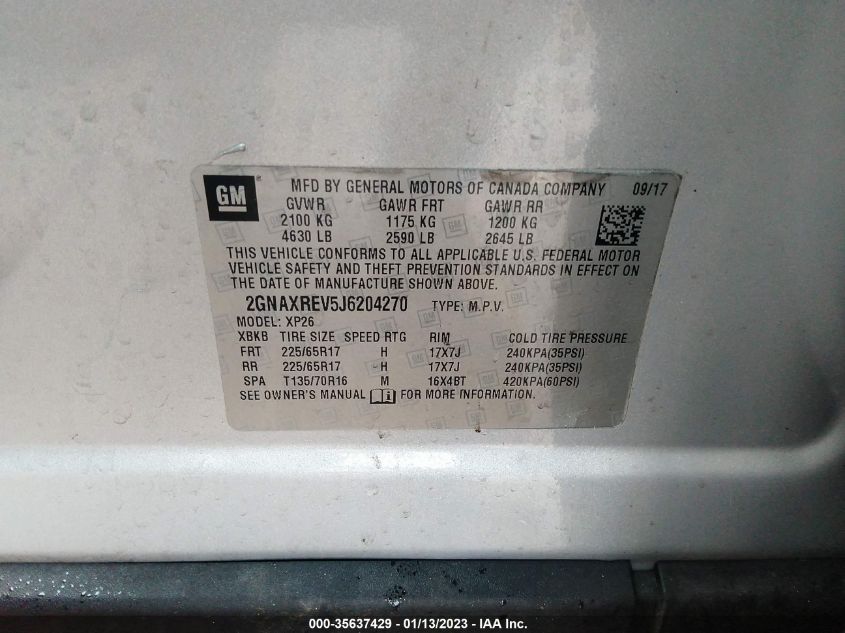 GM
MFD BY GENERAL MOTORS OF CANADA COMPANY 09/17
GVWR GAWR FRT GAWR RR
2100 KG 1175 KG 1200 KG
4630 LB 2590 LB 2645 LB
THIS VEHICLE CONFORMS TO ALL APPLICABLE U.S. FEDERAL MOTOR
VEHICLE SAFETY AND THEFT PREVENTION STANDARDS IN EFFECT ON
THE DATE OF MANUFACTURE SHOWN ABOVE.
2GNAXREV5J6204270 TYPE: M.P.V.
MODEL: XP26
XBKB TIRE SIZE SPEED RTG RIM COLD TIRE PRESSURE
FRT 225/65R17 H 17X7J 240KPA(35PSI)
RR 225/65R17 H 17X7J 240KPA(35PSI)
SPA T135/70R16 M 16X4BT 420KPA(60PSI)
SEE OWNER'S MANUAL FOR MORE INFORMATION.
000-35637429 - 01/13/2023 - IAA Inc.